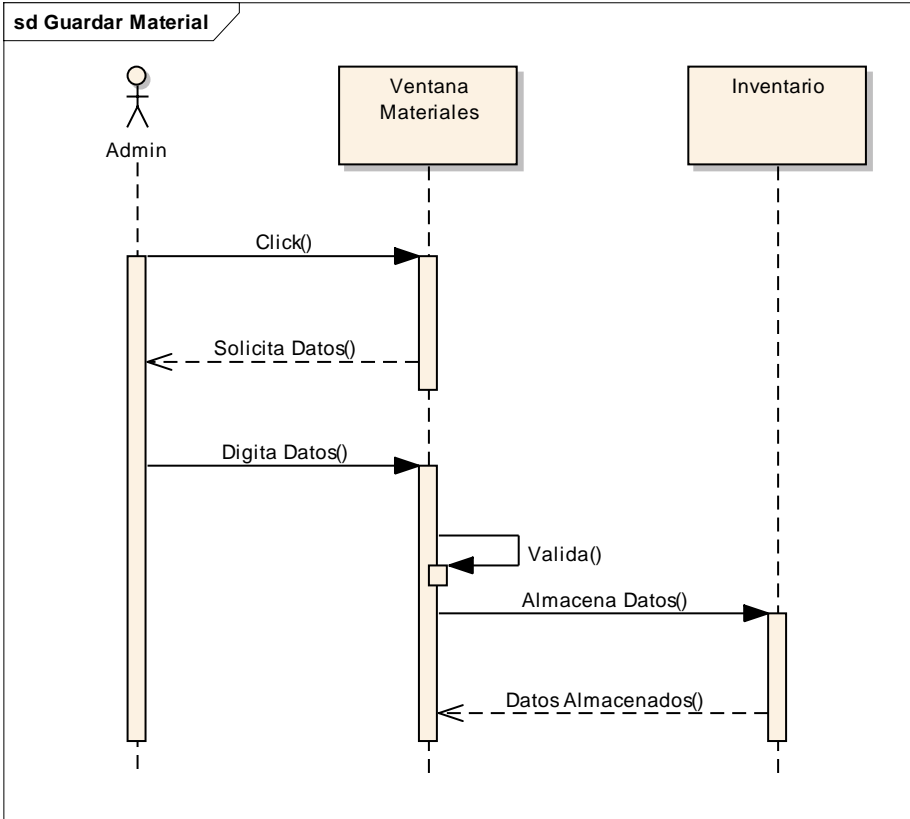 sd Guardar Material
Admin
Ventana
Materiales
Inventario
Click()
Solicita Datos()
Digita Datos()
Valida()
Almacena Datos()
Datos Almacenados()